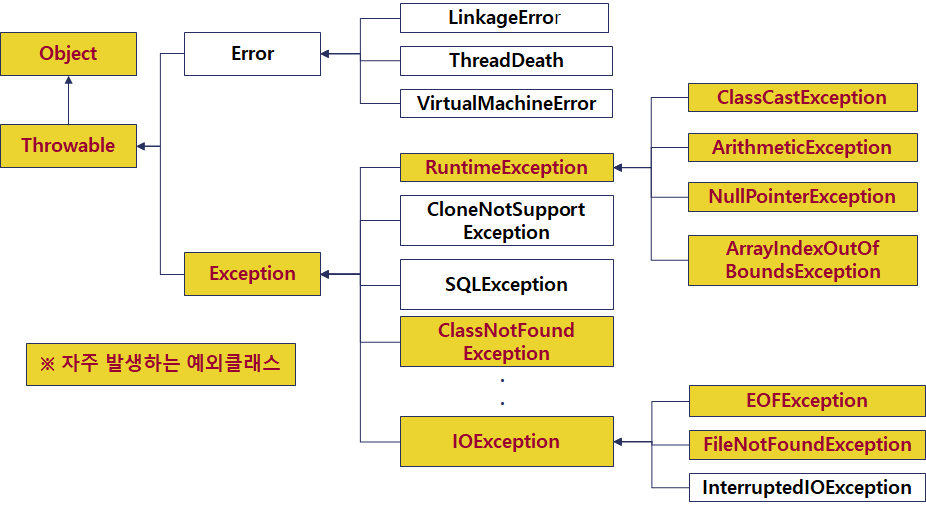 Object
Throwable
Error
LinkageError
ThreadDeath
VirtualMachineError
Exception
RuntimeException
CloneNotSupport
Exception
SQLException
ClassNotFound
Exception
.
.
IOException
ClassCastException
ArithmeticException
NullPointerException
ArrayIndexOutOf
BoundsException
EOFException
FileNotFoundException
InterruptedIOException
※ 자주 발생하는 예외클래스